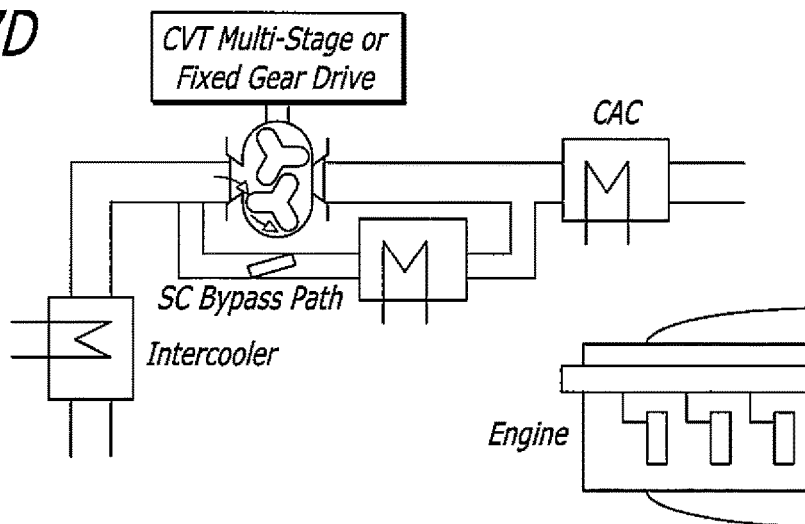 7D
CVT Multi-Stage or
Fixed Gear Drive
CAC
SC Bypass Path
Intercooler
Engine